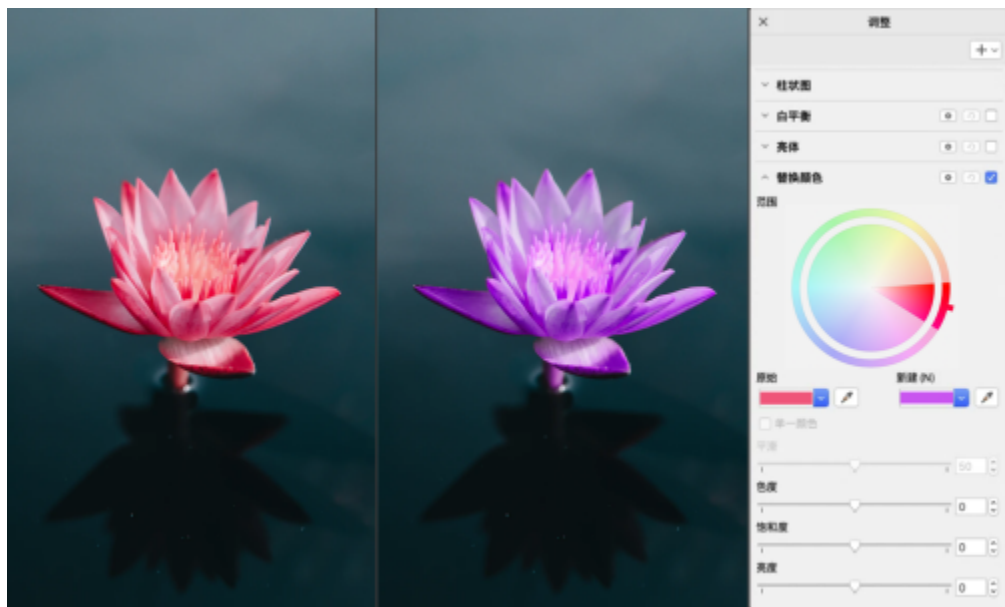 调整
柱状图
白平衡
亮体
替换颜色
范围
原始 新建 (N)
单一颜色
平滑
50
色度
0
饱和度
0
亮度
0